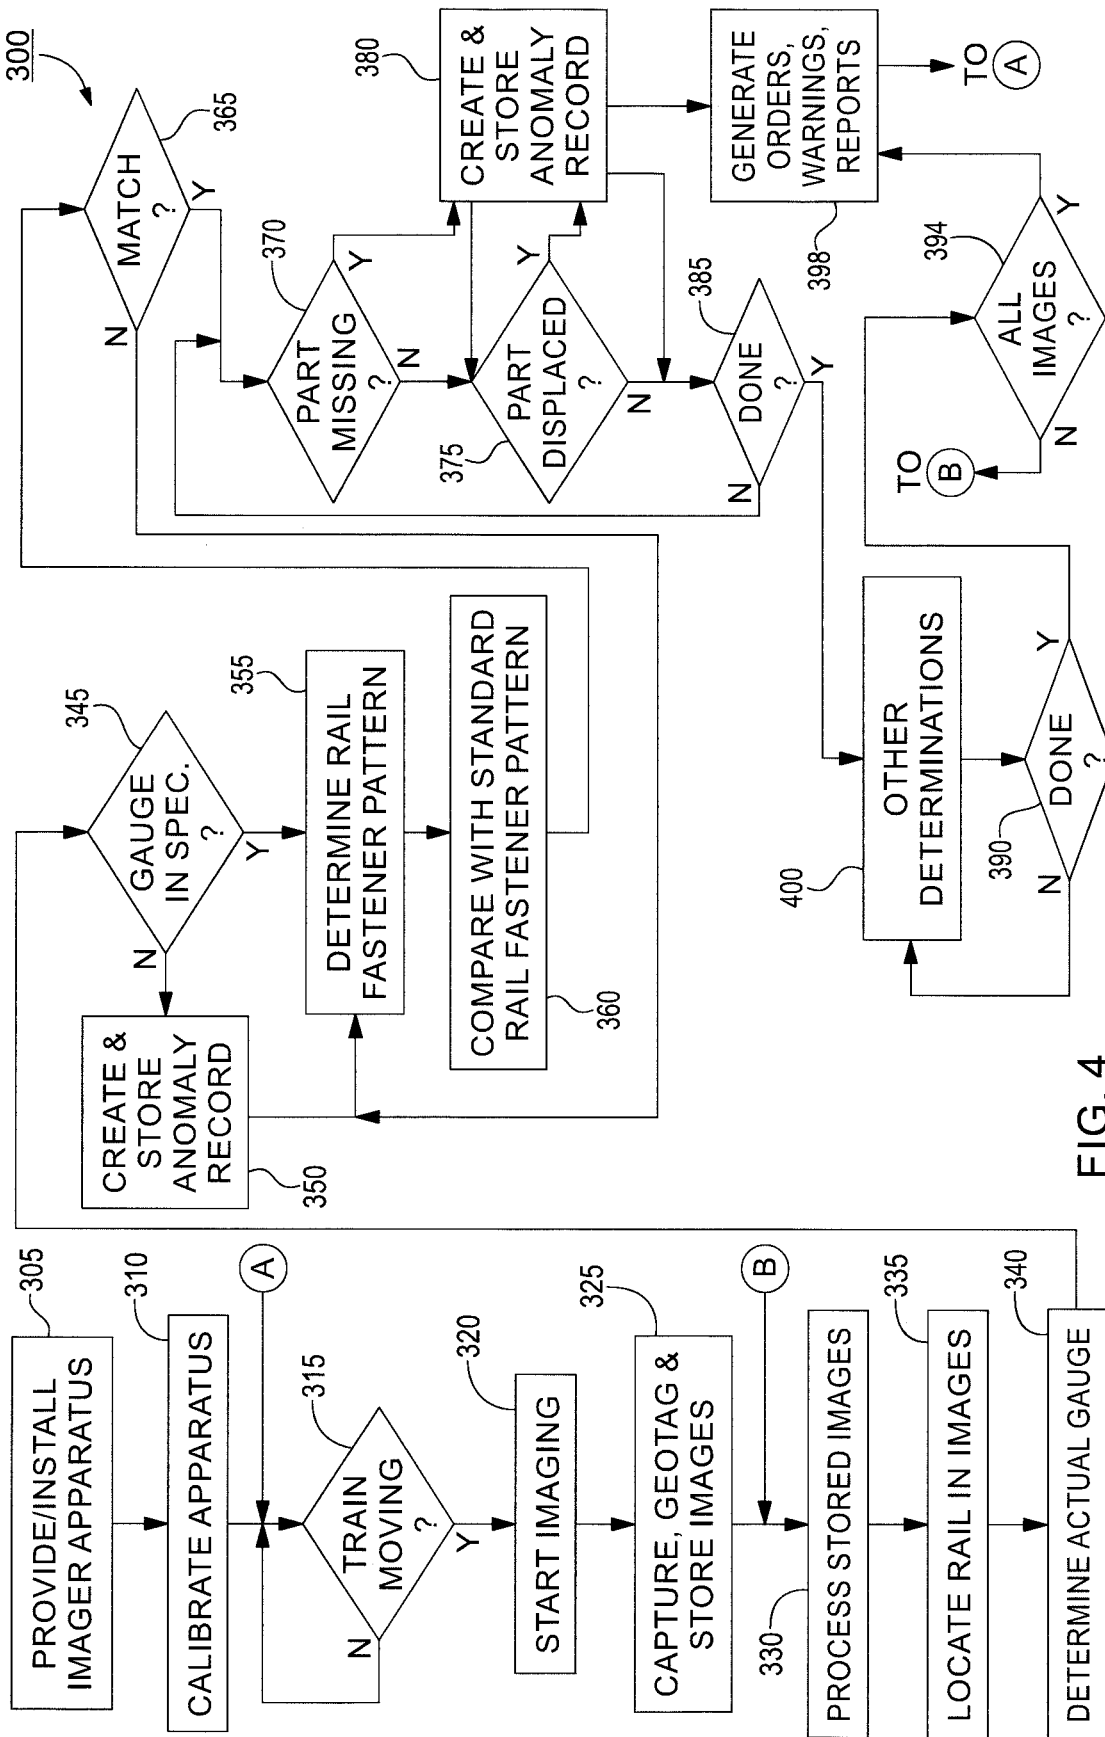 300
305
PROVIDE/INSTALL
IMAGER APPARATUS
310
CALIBRATE APPARATUS
A
315
TRAIN
MOVING
?
N
Y
320
START IMAGING
325
CAPTURE, GEOTAG &
STORE IMAGES
B
330
PROCESS STORED IMAGES
335
LOCATE RAIL IN IMAGES
340
DETERMINE ACTUAL GAUGE
345
GAUGE
IN SPEC.
?
N
Y
CREATE &
STORE
ANOMALY
RECORD
350
355
DETERMINE RAIL
FASTENER PATTERN
COMPARE WITH STANDARD
RAIL FASTENER PATTERN
360
365
MATCH
?
N
Y
370
PART
MISSING
?
Y
N
375
PART
DISPLACED
?
Y
N
380
CREATE &
STORE
ANOMALY
RECORD
385
DONE
?
N
Y
400
OTHER
DETERMINATIONS
390
DONE
?
N
Y
394
ALL
IMAGES
?
N
Y
TO
B
GENERATE
ORDERS,
WARNINGS,
REPORTS
398
TO
A
FIG. 4